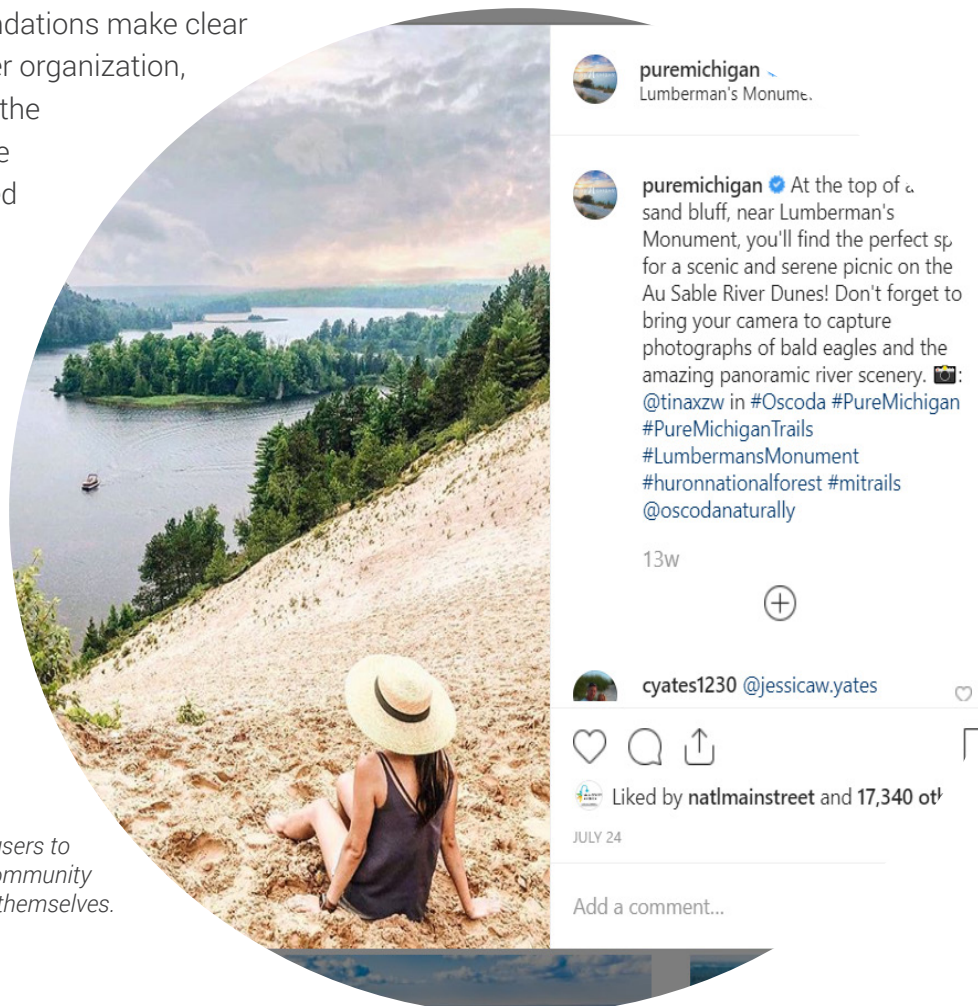 dations make clear
er organization,
the
e
ed
puremichigan
Lumberman's
puremichigan At the top of
sand bluff, near Lumberman's
Monument, you'll find the perfect
for a scenic and serene picnic on the
Au Sable River Dunes! Don't forget to
bring your camera to capture
photographs of bald eagles and the
amazing panoramic river scenery. 📸:
@tinaxzw in #Oscoda #PureMichigan
#PureMichiganTrails
#LumbermansMonument
#huronnationalforest #mitrails
@oscodanaturally
13w
cyates1230 @jessicaw.yates
Liked by natlmainstreet and 17,340
JULY 24
users to
ommunity
themselves.
Add a comment...